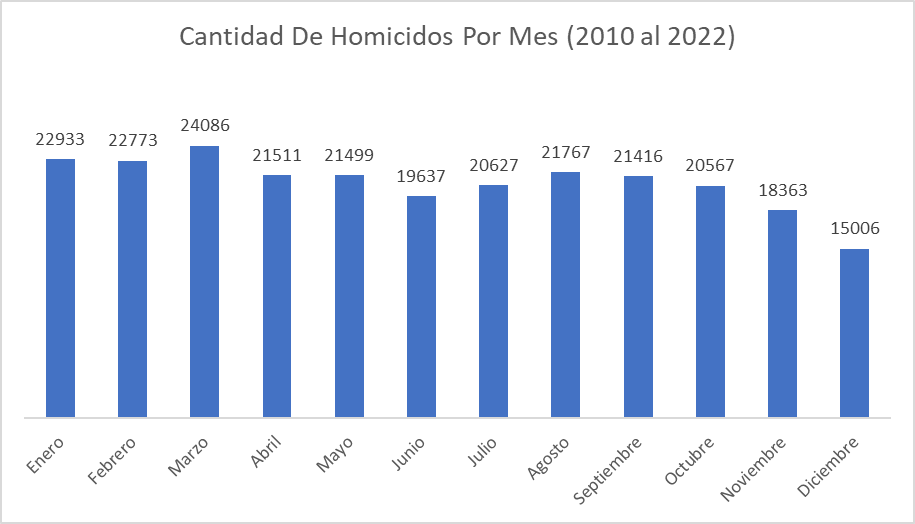 Cantidad De Homicidos Por Mes (2010 al 2022)
22933
22773
24086
21511
21499
19637
20627
21767
21416
20567
18363
15006
Enero
Febrero
Marzo
Abril
Mayo
Junio
Julio
Agosto
Septiembre
Octubre
Noviembre
Diciembre